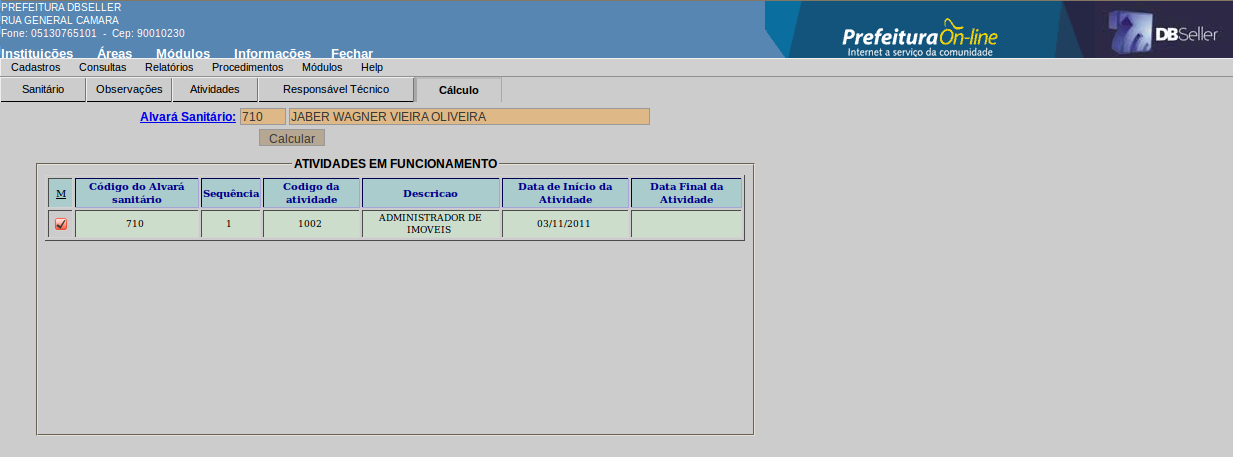 PREFEITURA DBSELLER
RUA GENERAL CAMARA
Fone: 05130765101 - Cep: 90010230
Instituições Áreas Módulos Informações Fechar
PrefeituraOn-line
Internet a serviço da comunidade
DBSeller
Cadastros Consultas Relatórios Procedimentos Módulos Help
Sanitário Observações Atividades Responsável Técnico Cálculo
Alvará Sanitário: 710 JABER WAGNER VIEIRA OLIVEIRA
Calcular
ATIVIDADES EM FUNCIONAMENTO
M Código do Alvará sanitário Sequência Codigo da atividade Descricao Data de Início da Atividade Data Final da Atividade
710 1 1002 ADMINISTRADOR DE IMOVEIS 03/11/2011